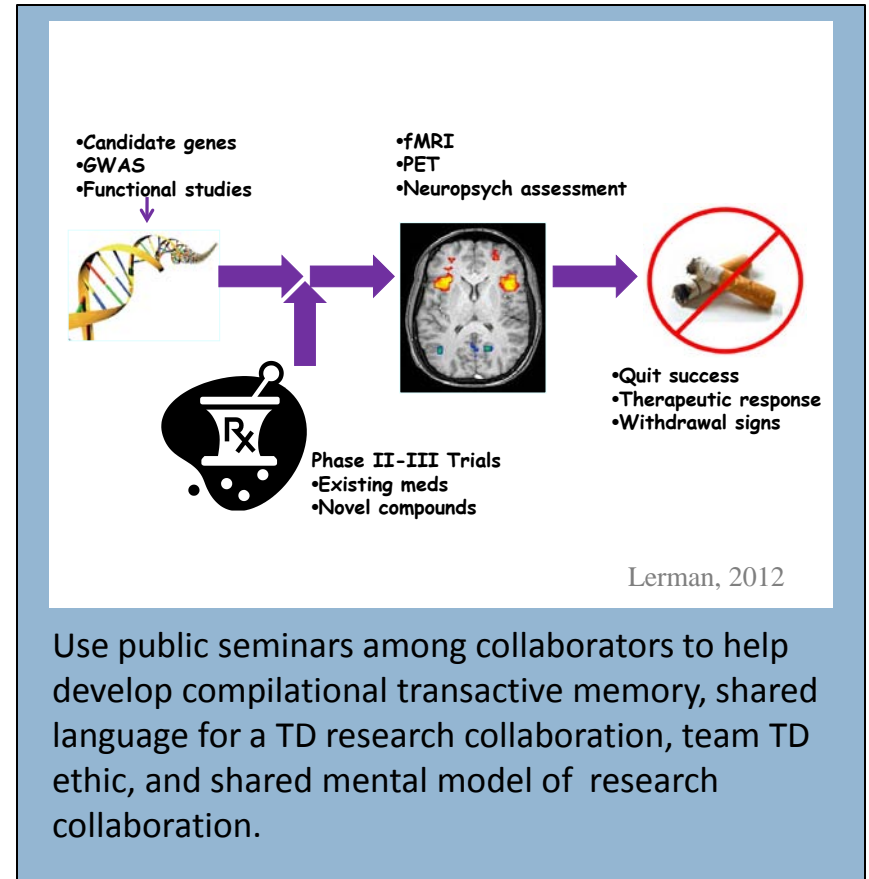 •Candidate genes
•GWAS
•Functional studies
•fMRI
•PET
•Neuropsych assessment
Rx
Phase II-III Trials
•Existing meds
•Novel compounds
•Quit success
•Therapeutic response
•Withdrawal signs
Lerman, 2012
Use public seminars among collaborators to help
develop compilational transactive memory, shared
language for a TD research collaboration, team TD
ethic, and shared mental model of research
collaboration.